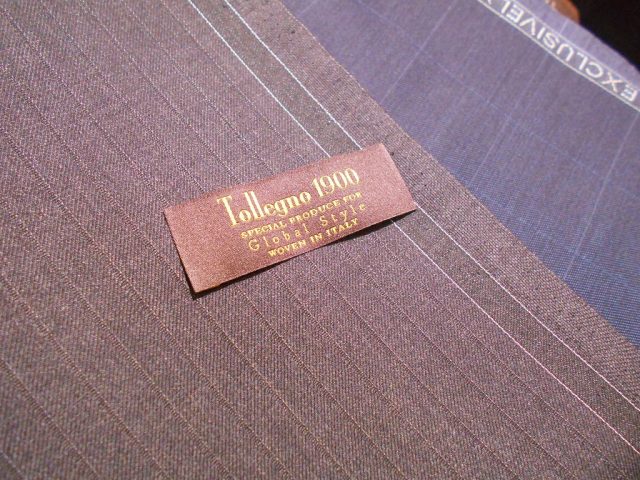 Tollegno 1900
SPECIAL PRODUCE FOR
Global Style
WOVEN IN ITALY
EXCLUSIVEL